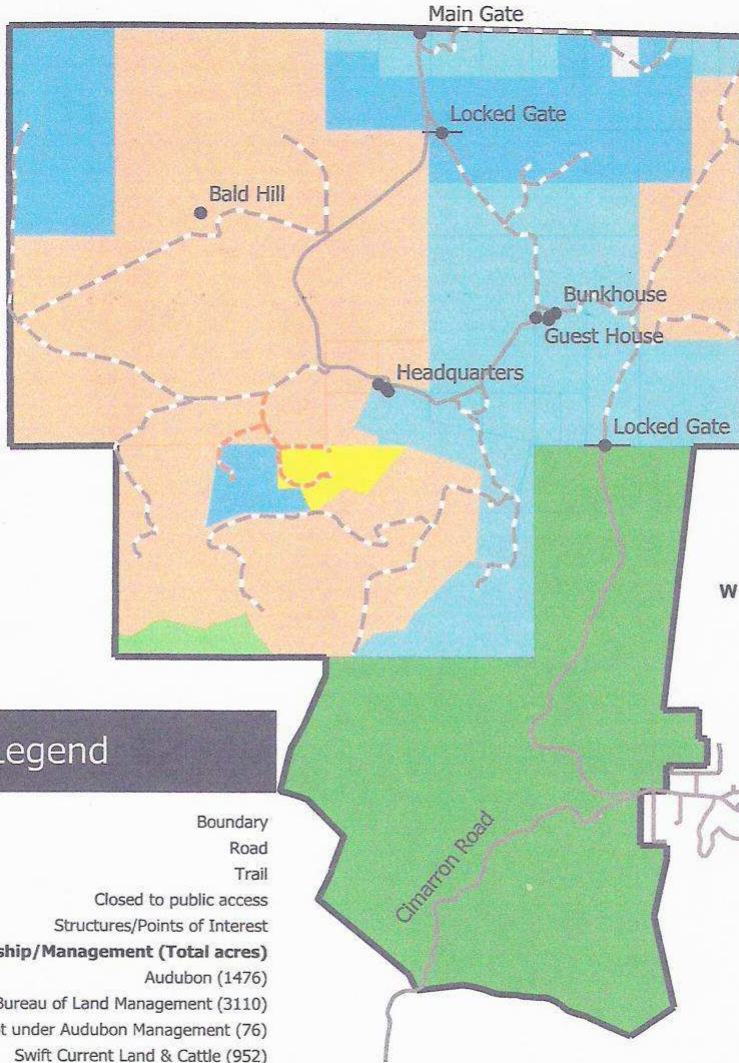 Main Gate
Locked Gate
Bald Hill
Bunkhouse
Guest House
Headquarters
Locked Gate
W
Legend
Cimarron Road
Boundary
Road
Trail
Closed to public access
Structures/Points of Interest
ship/Management (Total acres)
Audubon (1476)
Bureau of Land Management (3110)
t under Audubon Management (76)
Swift Current Land & Cattle (952)